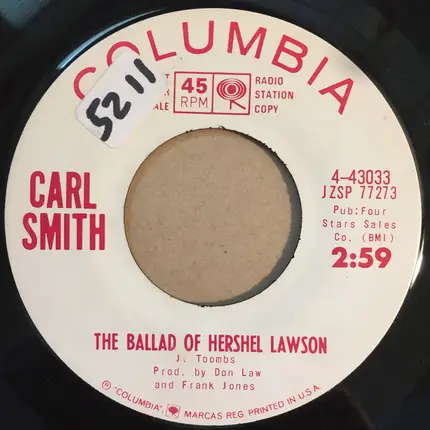 COLUMBIA
5211
45
RPM
RADIO
STATION
COPY
CARL
SMITH
4-43033
JZSP 77273
Pub:Four
Stars Sales
Co. (BMI)
2:59
THE BALLAD OF HERSHEL LAWSON
J. Toombs
Prod. by Don Law
and Frank Jones
® "COLUMBIA", MARCAS REG. PRINTED IN U.S.A.